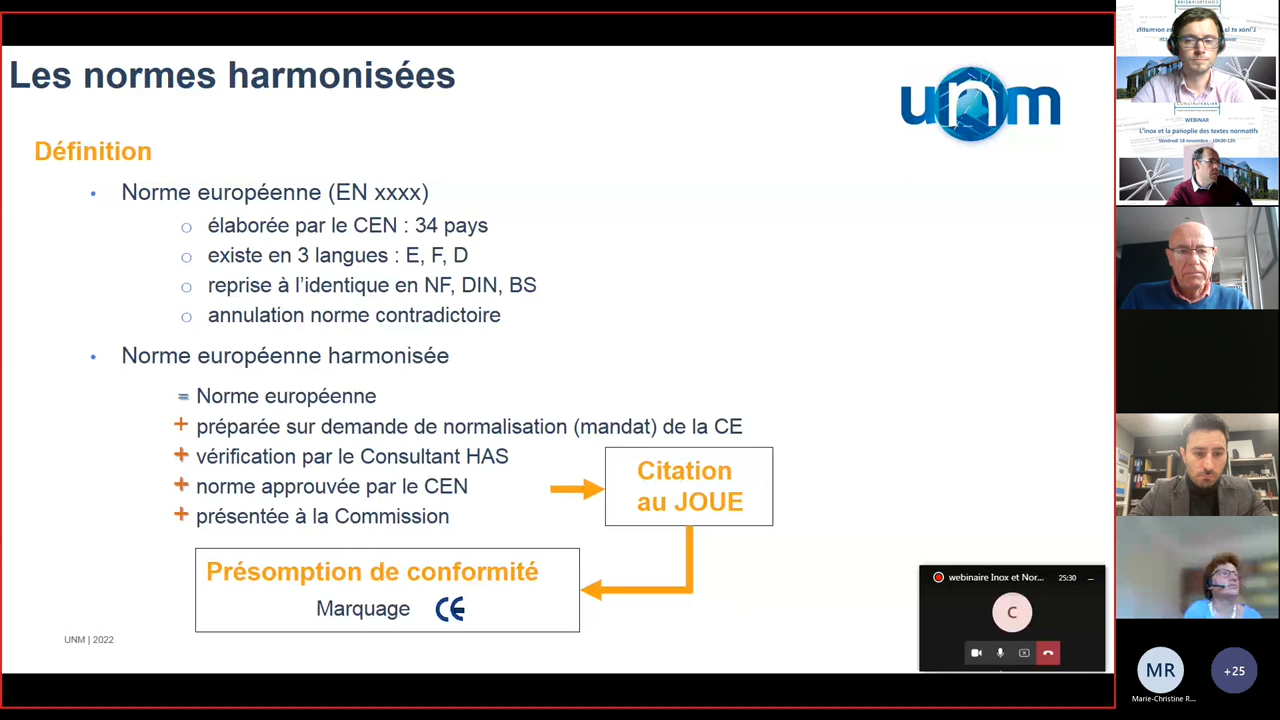 Les normes harmonisées
unm
Définition
• Norme européenne (EN xxxx)
○ élaborée par le CEN : 34 pays
○ existe en 3 langues : E, F, D
○ reprise à l'identique en NF, DIN, BS
○ annulation norme contradictoire
• Norme européenne harmonisée
= Norme européenne
+ préparée sur demande de normalisation (mandat) de la CE
+ vérification par le Consultant HAS
+ norme approuvée par le CEN
+ présentée à la Commission
Citation
au JOUE
Présomption de conformité
Marquage CE
UNM | 2022
webinaire Inox et Nor... 25:30
C
WEBINAR
L'inox et la panoplie des textes normatifs
Vendredi 18 novembre - 10h30-12h
MR
+25
Marie-Christine R...